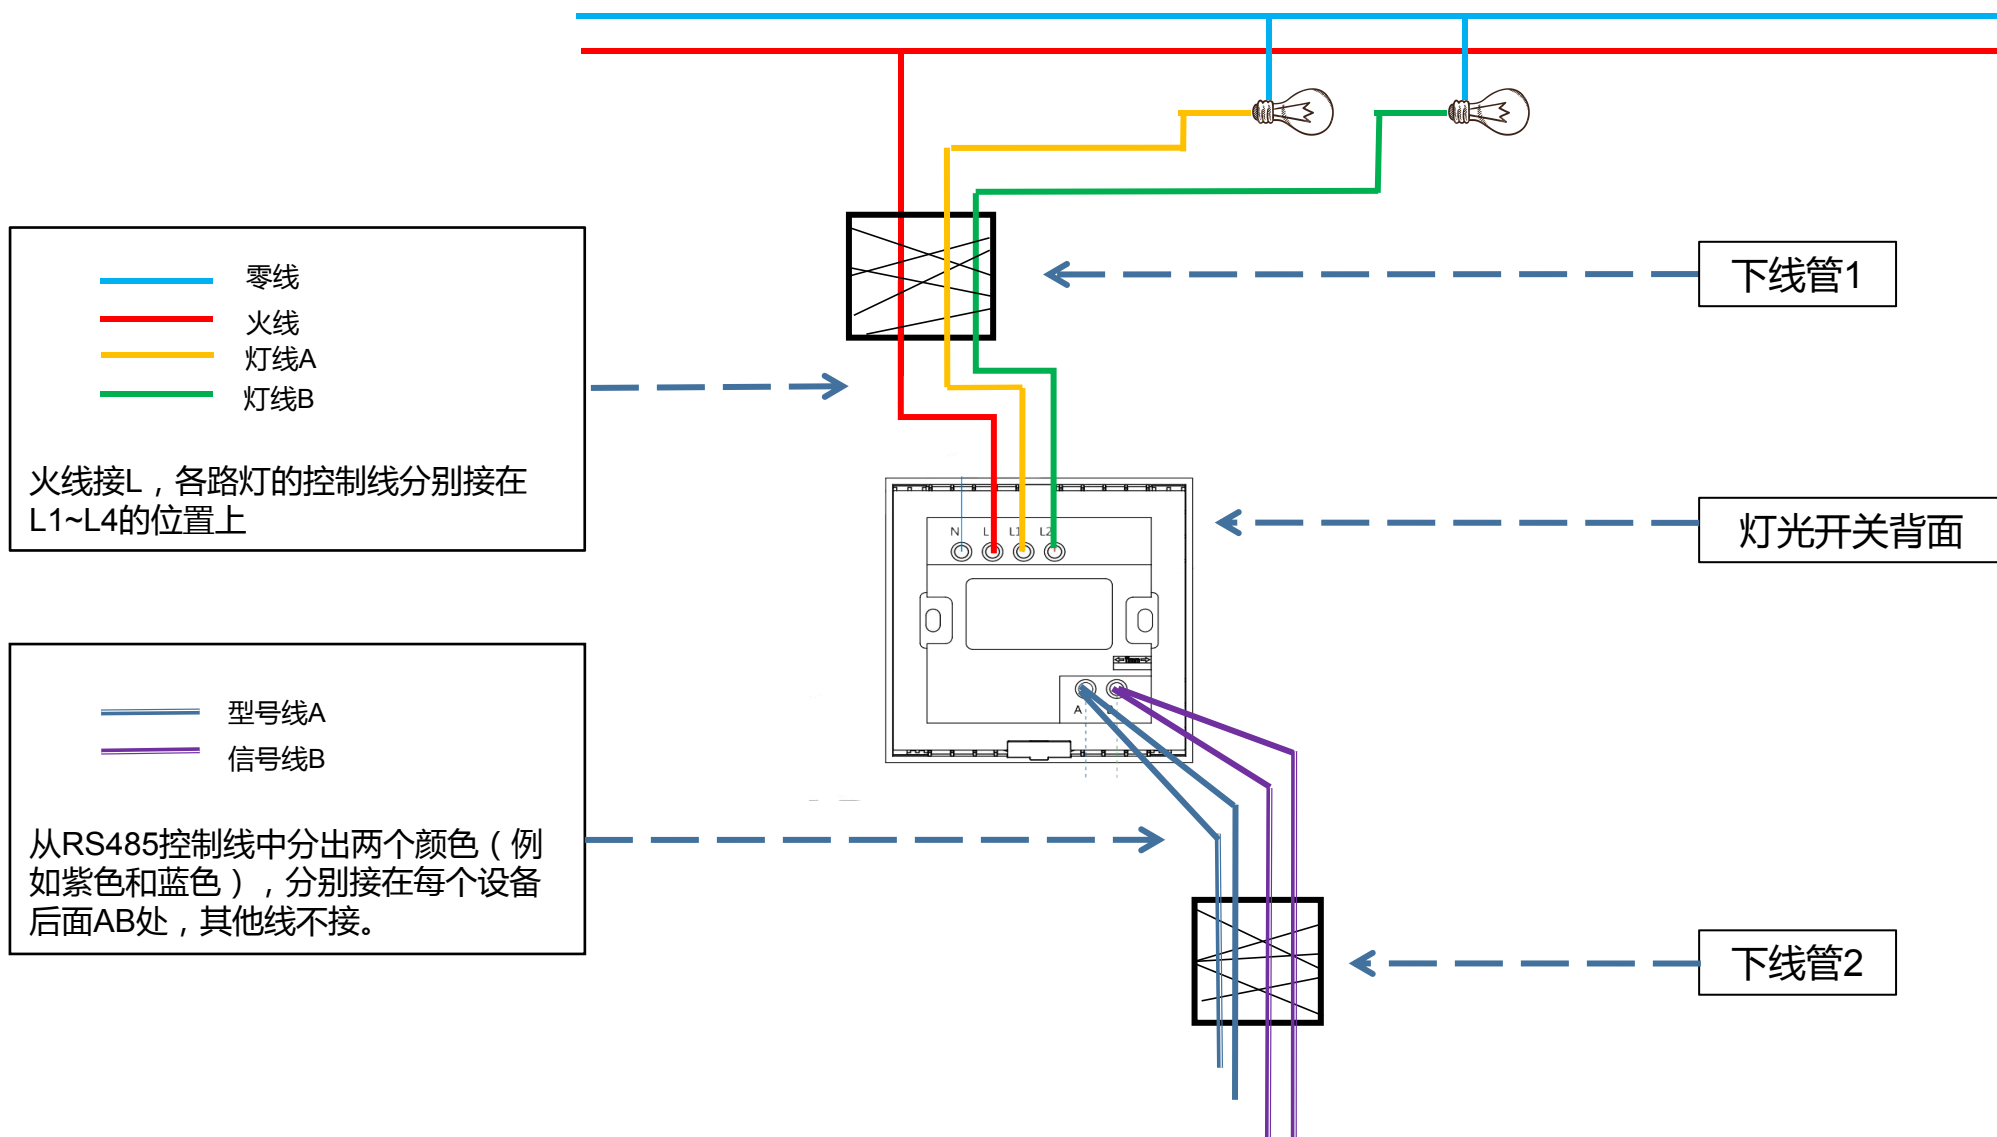 零线
火线
灯线A
灯线B
火线接L，各路灯的控制线分别接在
L1~L4的位置上
下线管1
N L L1 L2
灯光开关背面
型号线A
信号线B
从RS485控制线中分出两个颜色（例
如紫色和蓝色），分别接在每个设备
后面AB处，其他线不接。
A
下线管2